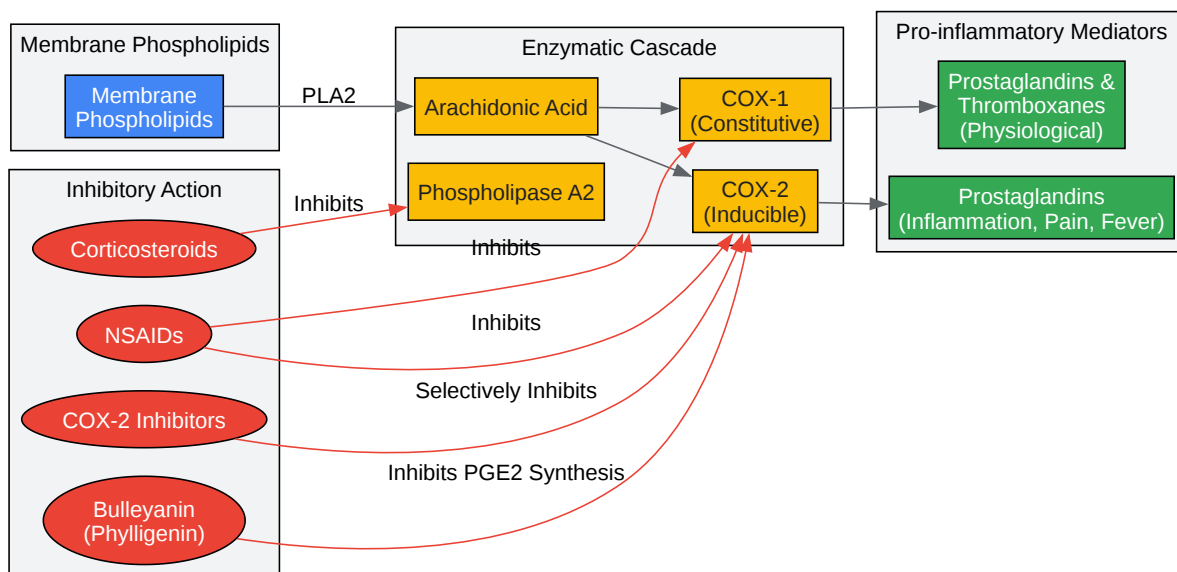 Membrane Phospholipids
Membrane
Phospholipids
PLA2
Enzymatic Cascade
Arachidonic Acid
COX-1
(Constitutive)
Phospholipase A2
COX-2
(Inducible)
Pro-inflammatory Mediators
Prostaglandins &
Thromboxanes
(Physiological)
Prostaglandins
(Inflammation, Pain, Fever)
Inhibitory Action
Corticosteroids
Inhibits
NSAIDs
Inhibits
Inhibits
COX-2 Inhibitors
Selectively Inhibits
Bulleyanin
(Phylligenin)
Inhibits PGE2 Synthesis